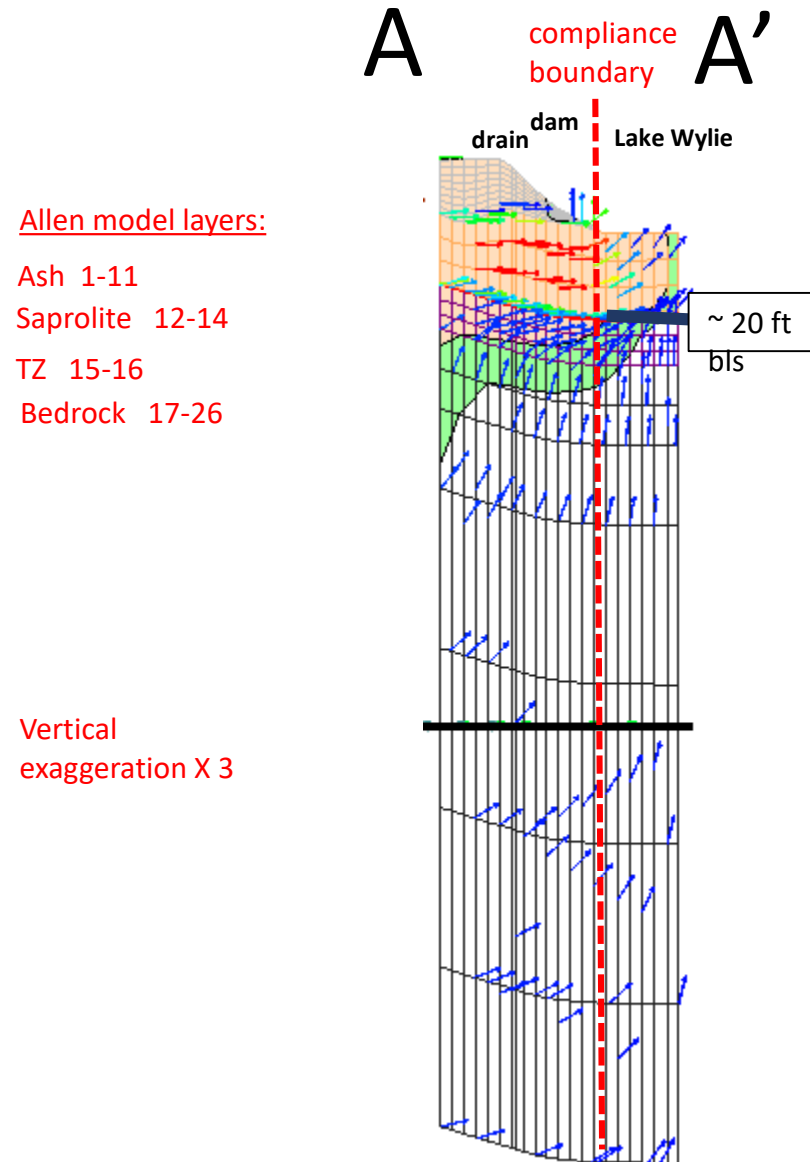 A
compliance
boundary
A’
drain
dam
Lake Wylie
Allen model layers:
Ash 1-11
Saprolite 12-14
TZ 15-16
Bedrock 17-26
~ 20 ft
bls
Vertical
exaggeration X 3